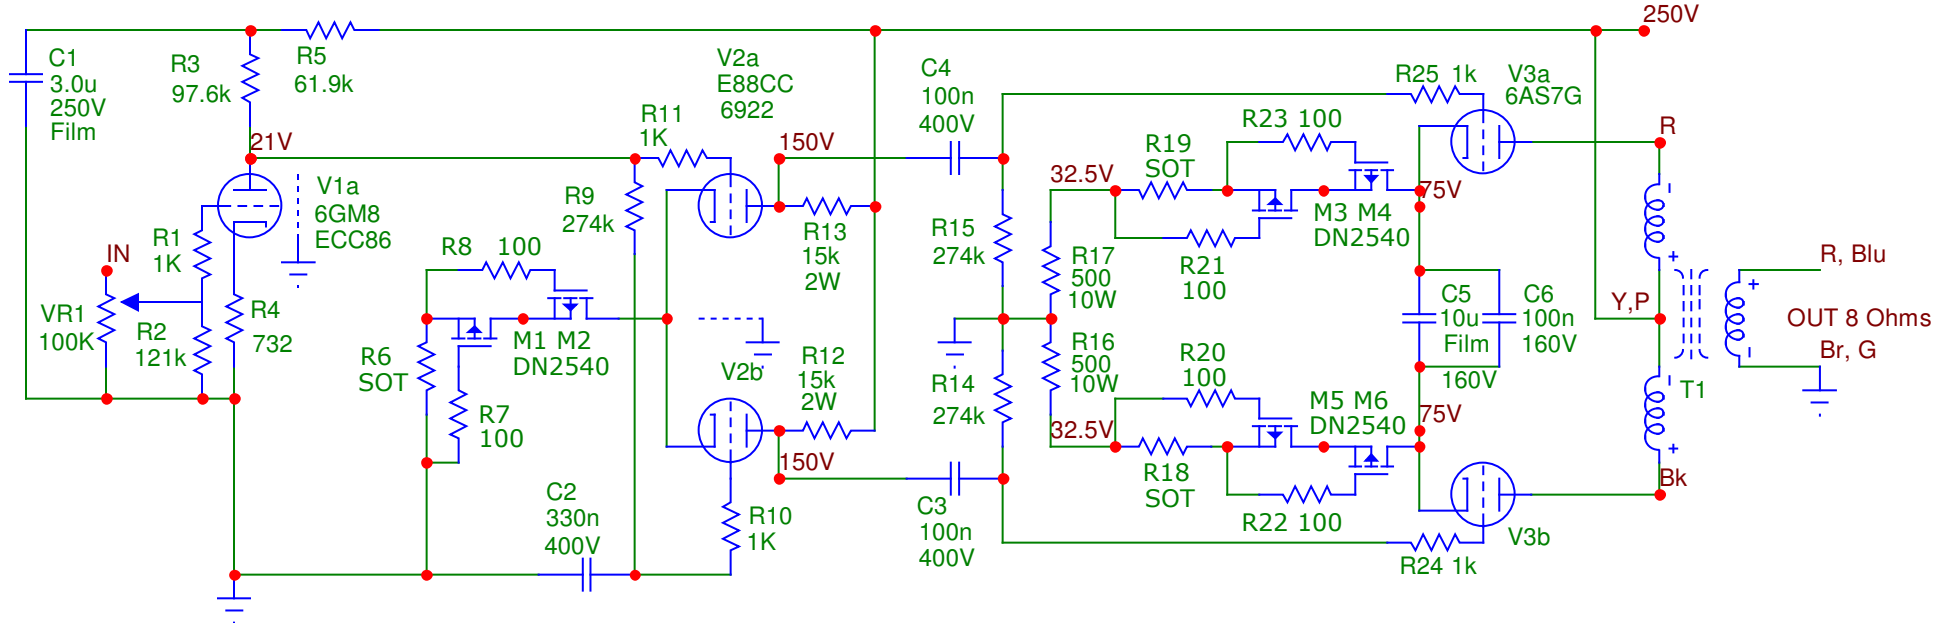 250V
C1
3.0u
250V
Film
R3
97.6k
R5
61.9k
21V
V1a
6GM8
ECC86
R1
1K
IN
VR1
100K
R2
121k
R4
732
R8 100
R6
SOT
M1 M2
DN2540
R7
100
C2
330n
400V
R11
1K
R9
274k
V2a
E88CC
6922
150V
R13
15k
2W
R12
15k
2W
V2b
150V
R10
1K
C4
100n
400V
R15
274k
R14
274k
C3
100n
400V
32.5V
R17
500
10W
R16
500
10W
32.5V
R19
SOT
R23 100
R21
100
M3 M4
DN2540
R20
100
R18
SOT
R22 100
M5 M6
DN2540
R25 1k
V3a
6AS7G
75V
C5
10u
Film
160V
C6
100n
160V
75V
V3b
R24 1k
R
Y,P
Bk
T1
R, Blu
OUT 8 Ohms
Br, G